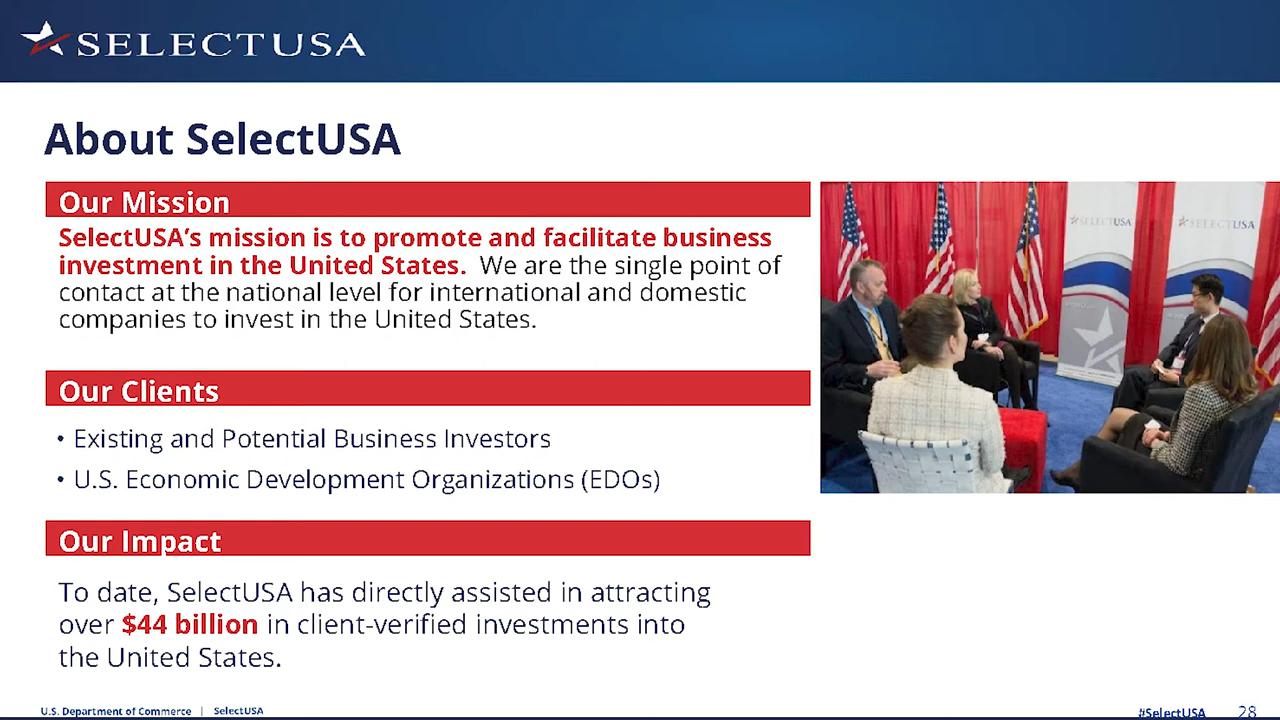 SELECTUSA
About SelectUSA
Our Mission
SelectUSA’s mission is to promote and facilitate business
investment in the United States. We are the single point of
contact at the national level for international and domestic
companies to invest in the United States.
SELECTUSA
SELECTUSA
Our Clients
• Existing and Potential Business Investors
• U.S. Economic Development Organizations (EDOs)
Our Impact
To date, SelectUSA has directly assisted in attracting
over $44 billion in client-verified investments into
the United States.
U.S. Department of Commerce | SelectUSA
#SelectUSA 28